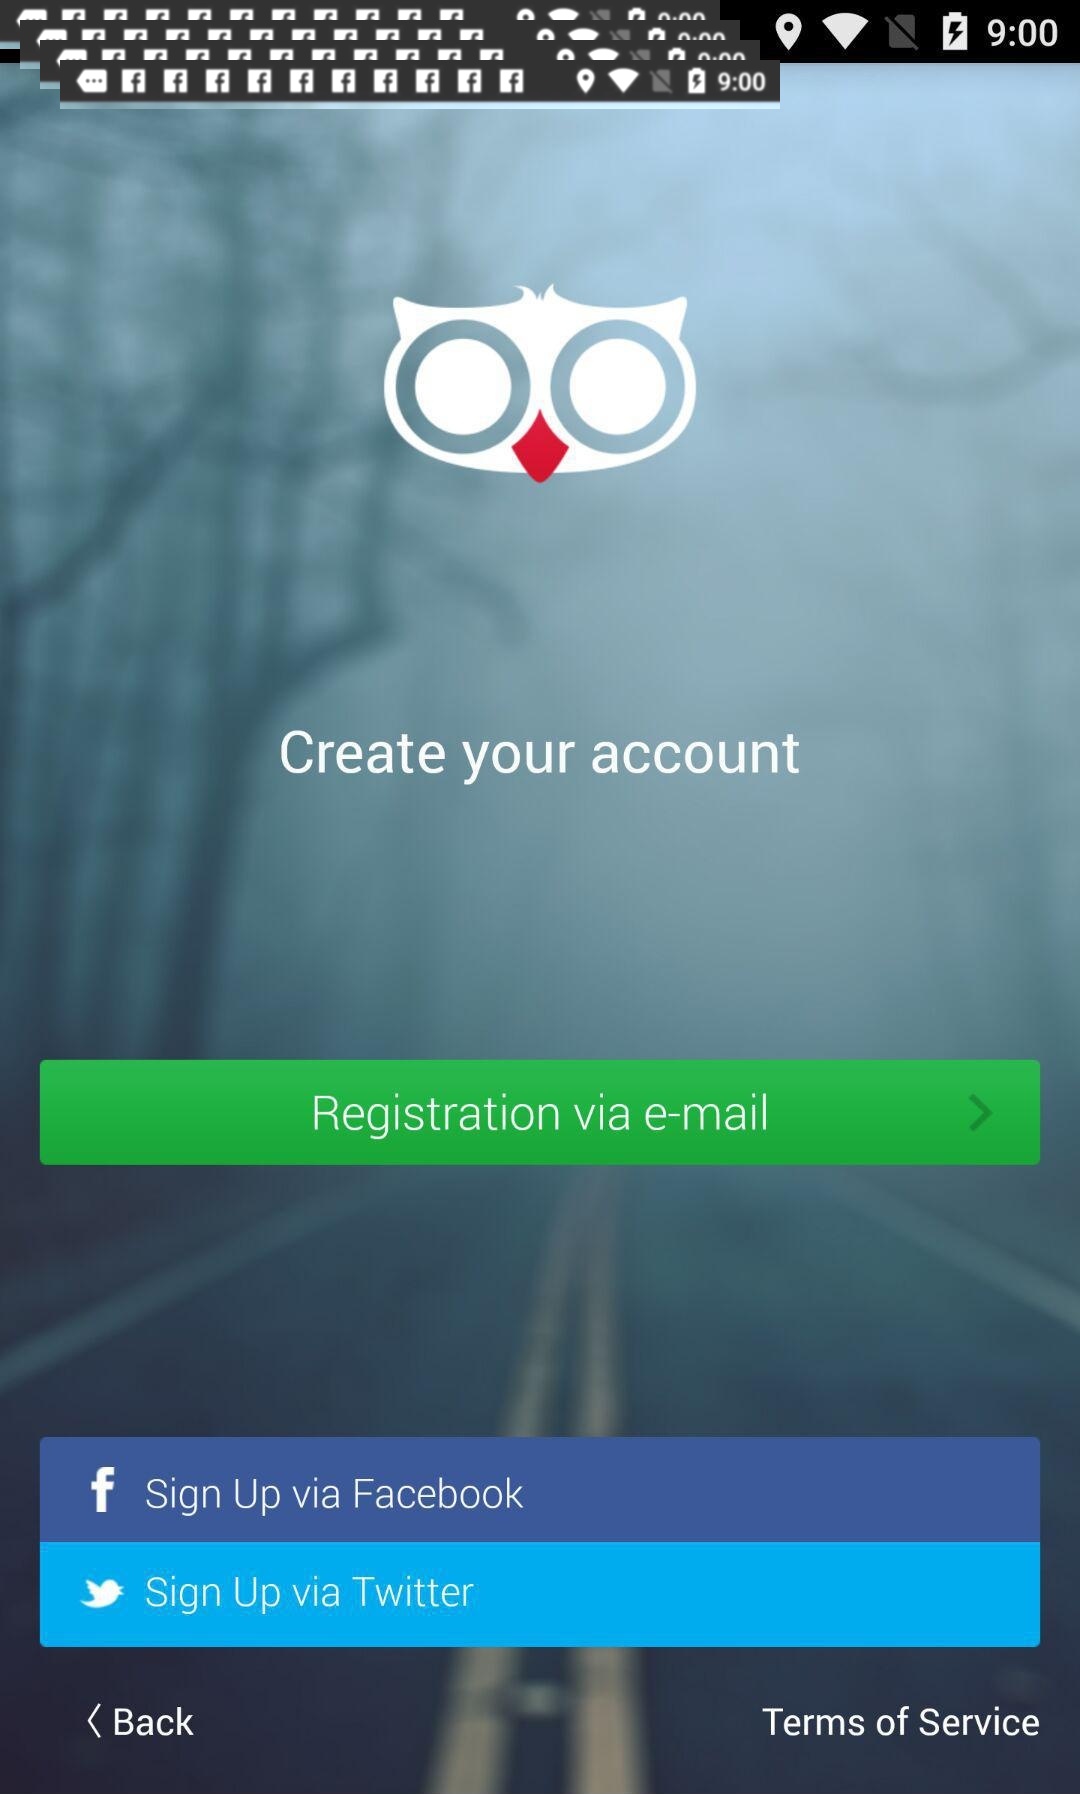 9:00
9:00
Create your account
Registration via e-mail
f Sign Up via Facebook
Sign Up via Twitter
Back
Terms of Service